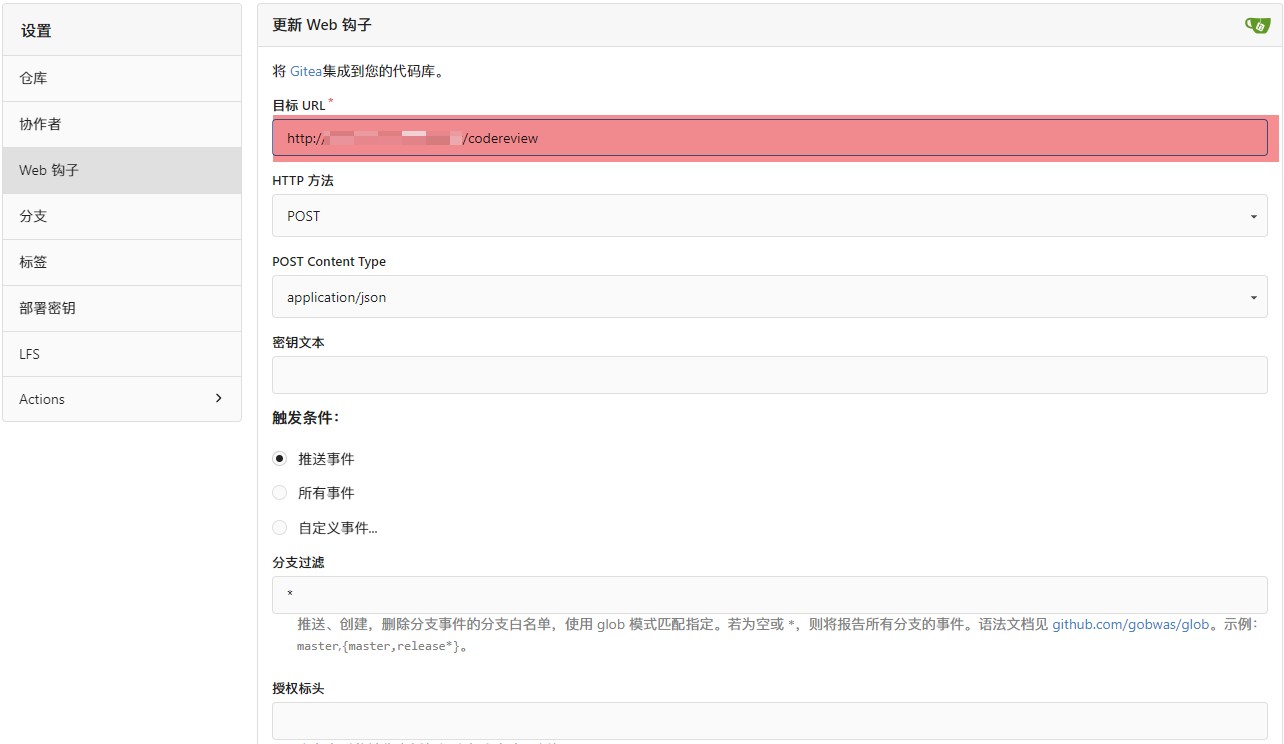 设置
仓库
协作者
Web 钩子
分支
标签
部署密钥
LFS
Actions
更新 Web 钩子
将 Gitea集成到您的代码库。
目标 URL *
http:// /codereview
HTTP 方法
POST
POST Content Type
application/json
密钥文本
触发条件：
推送事件
所有事件
自定义事件...
分支过滤
*
推送、创建，删除分支事件的分支白名单，使用 glob 模式匹配指定。若为空或 *，则将报告所有分支的事件。语法文档见 github.com/gobwas/glob。示例：
master,{master,release*}。
授权标头